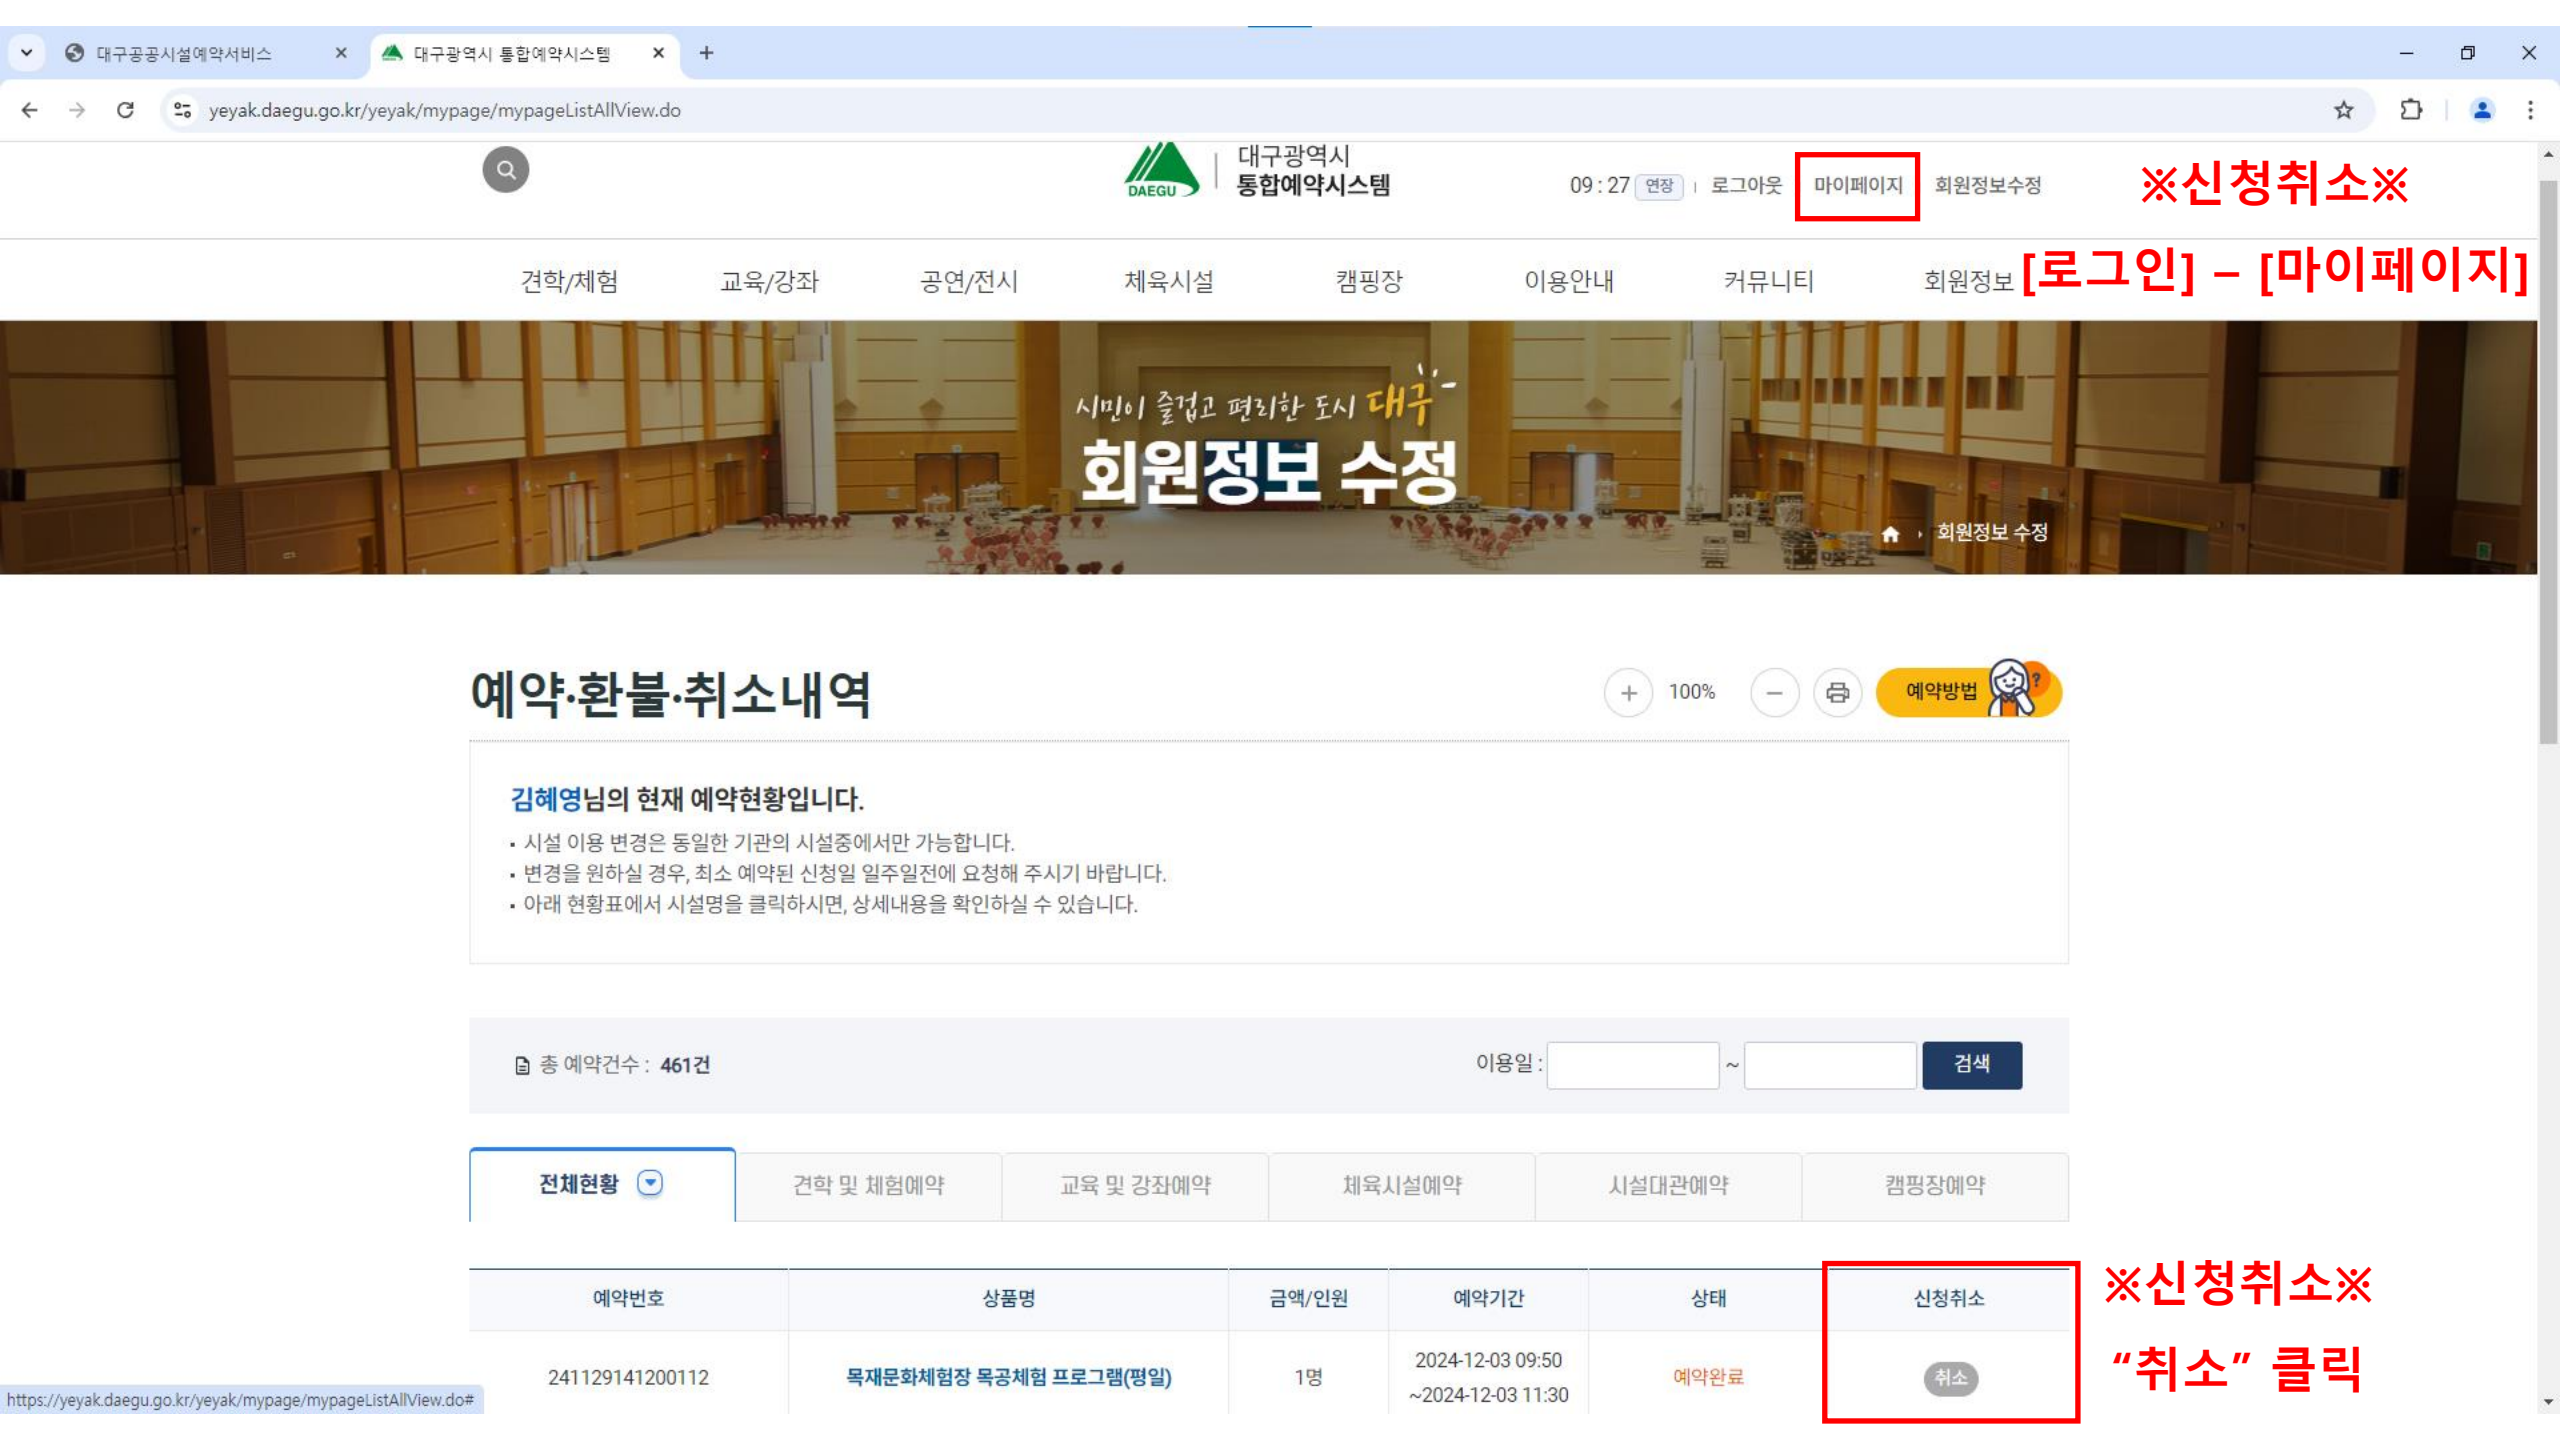 대구공공시설예약서비스
대구광역시 통합예약시스템
yeyak.daegu.go.kr/yeyak/mypage/mypageListAllView.do
DAEGU
대구광역시
통합예약시스템
09 : 27 연장 로그아웃 마이페이지 회원정보수정
※신청취소※
견학/체험 교육/강좌 공연/전시 체육시설 캠핑장 이용안내 커뮤니티 회원정보
[로그인] – [마이페이지]
시민이 즐겁고 편리한 도시 대구
회원정보 수정
회원정보 수정
예약·환불·취소내역
100%
예약방법
김혜영님의 현재 예약현황입니다.
시설 이용 변경은 동일한 기관의 시설중에서만 가능합니다.
변경을 원하실 경우, 최소 예약된 신청일 일주일전에 요청해 주시기 바랍니다.
아래 현황표에서 시설명을 클릭하시면, 상세내용을 확인하실 수 있습니다.
총 예약건수 : 461건
이용일 : ~ 검색
전체현황 견학 및 체험예약 교육 및 강좌예약 체육시설예약 시설대관예약 캠핑장예약
예약번호 상품명 금액/인원 예약기간 상태 신청취소
※신청취소※
241129141200112 목재문화체험장 목공체험 프로그램(평일) 1명 2024-12-03 09:50
~2024-12-03 11:30 예약완료 취소
“취소” 클릭
https://yeyak.daegu.go.kr/yeyak/mypage/mypageListAllView.do#